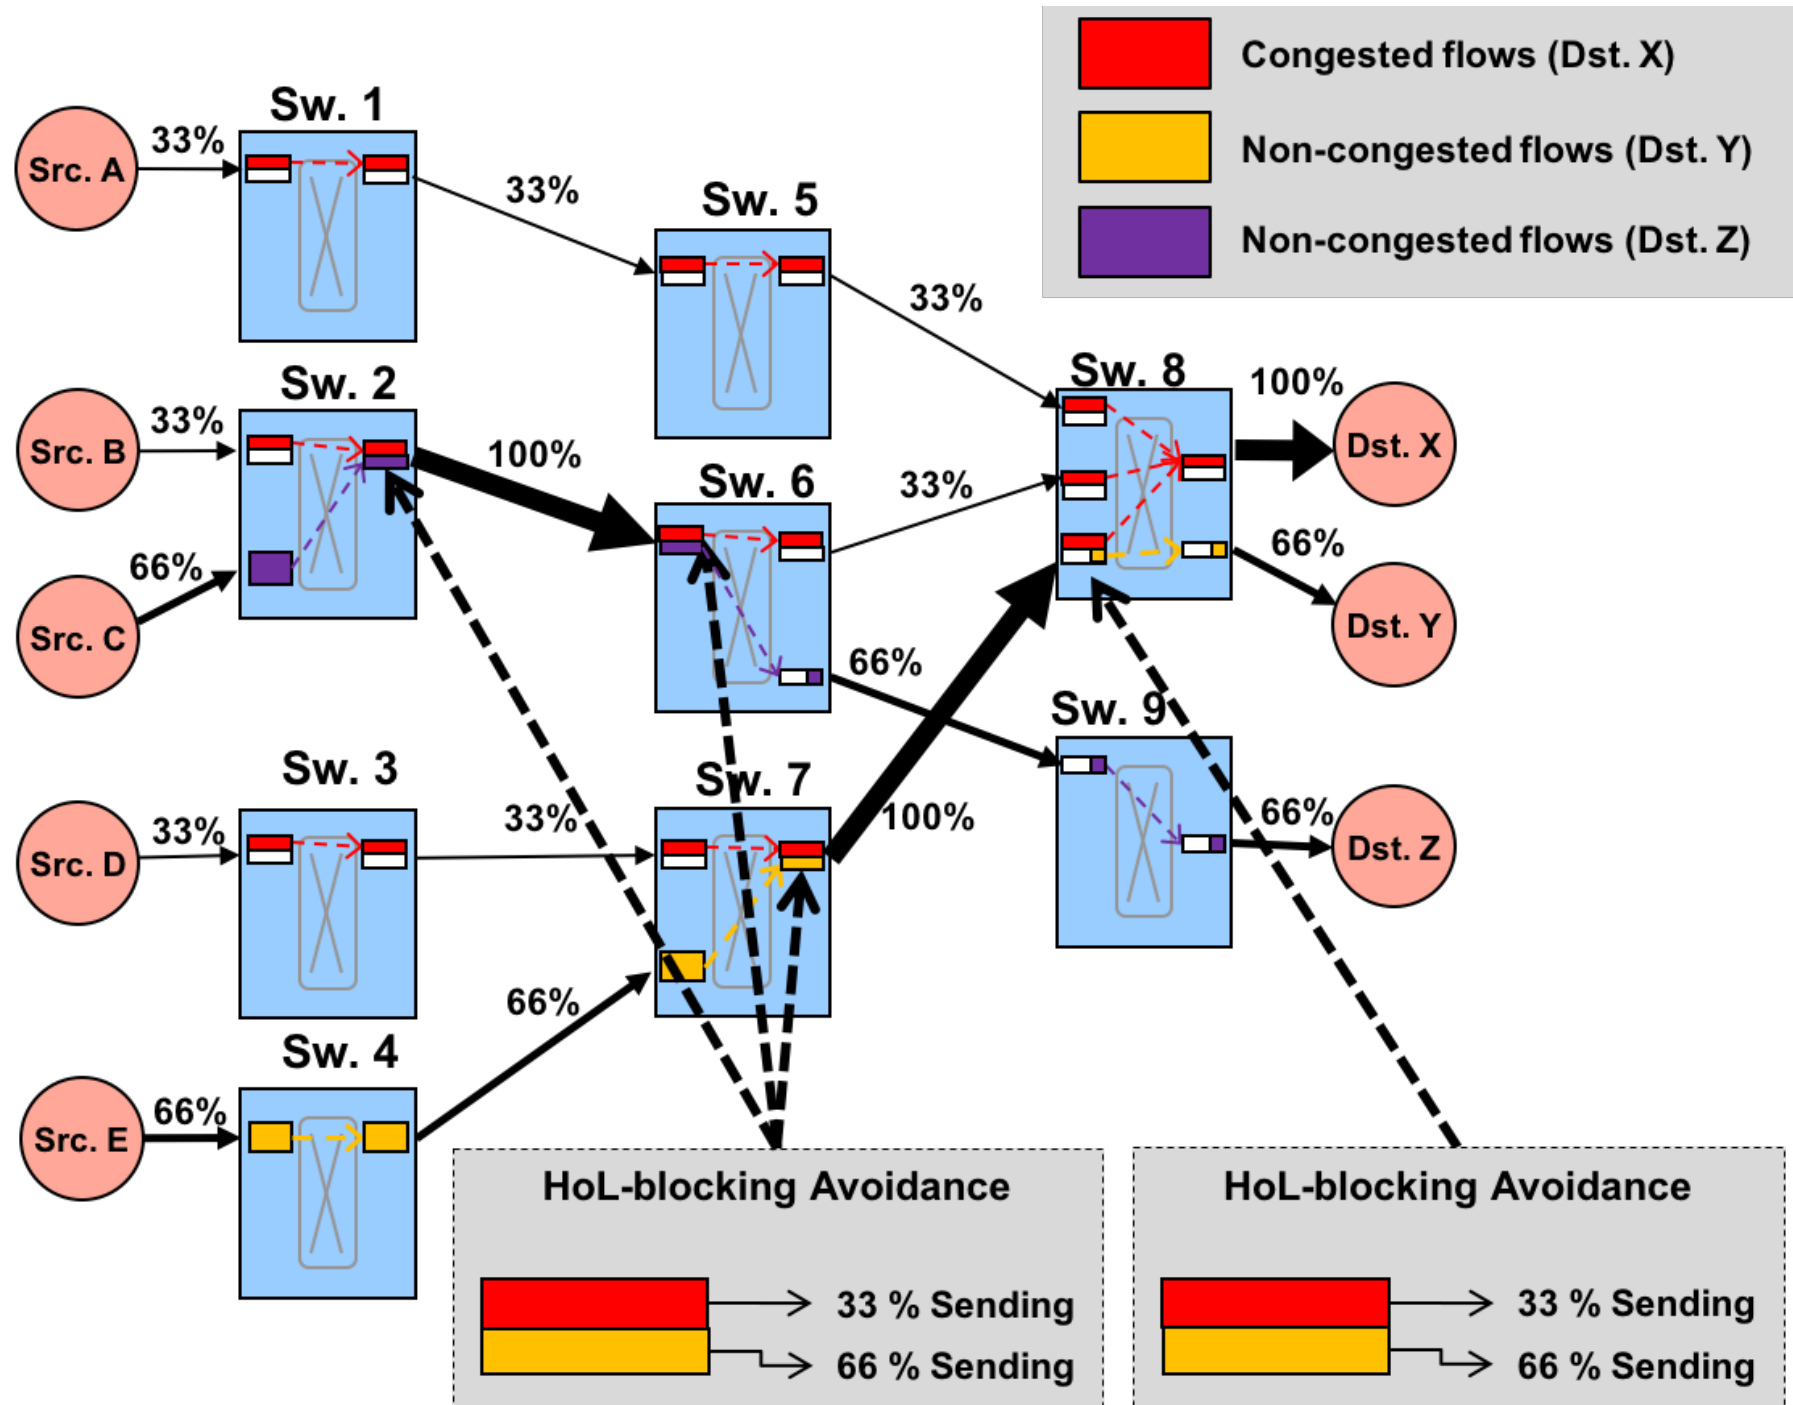 Congested flows (Dst. X)
Non-congested flows (Dst. Y)
Non-congested flows (Dst. Z)
Sw. 1
Src. A
33%
33%
Sw. 5
33%
Sw. 2
Src. B
33%
100%
Src. C
66%
Sw. 6
33%
66%
Sw. 8
100%
Dst. X
66%
Dst. Y
Sw. 3
Src. D
33%
33%
Sw. 7
100%
Sw. 9
66%
Dst. Z
Sw. 4
Src. E
66%
66%
HoL-blocking Avoidance
33 % Sending
66 % Sending
HoL-blocking Avoidance
33 % Sending
66 % Sending